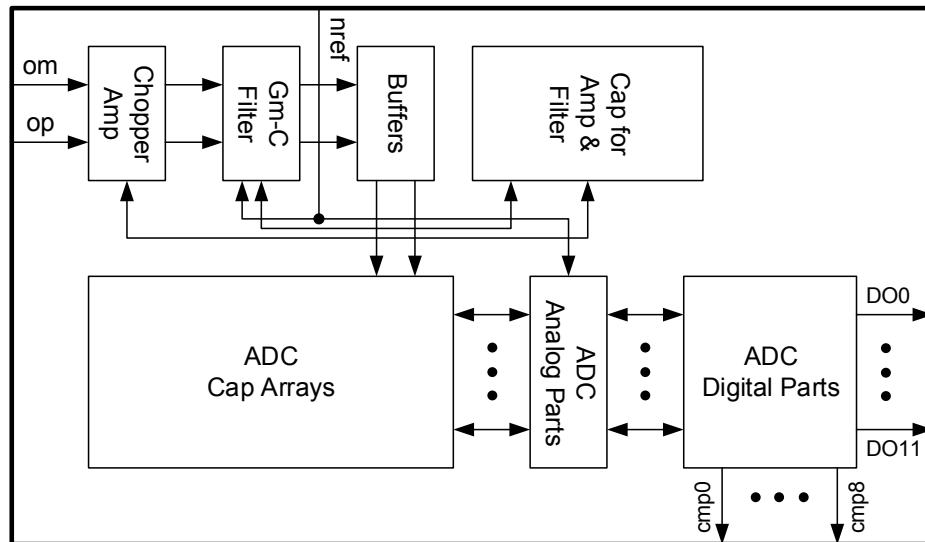 om
op
Chopper
Amp
Gm-C
Filter
nref
Buffers
Cap for
Amp &
Filter
ADC
Cap Arrays
ADC
Analog Parts
ADC
Digital Parts
DO0
DO11
cmp0
cmp8